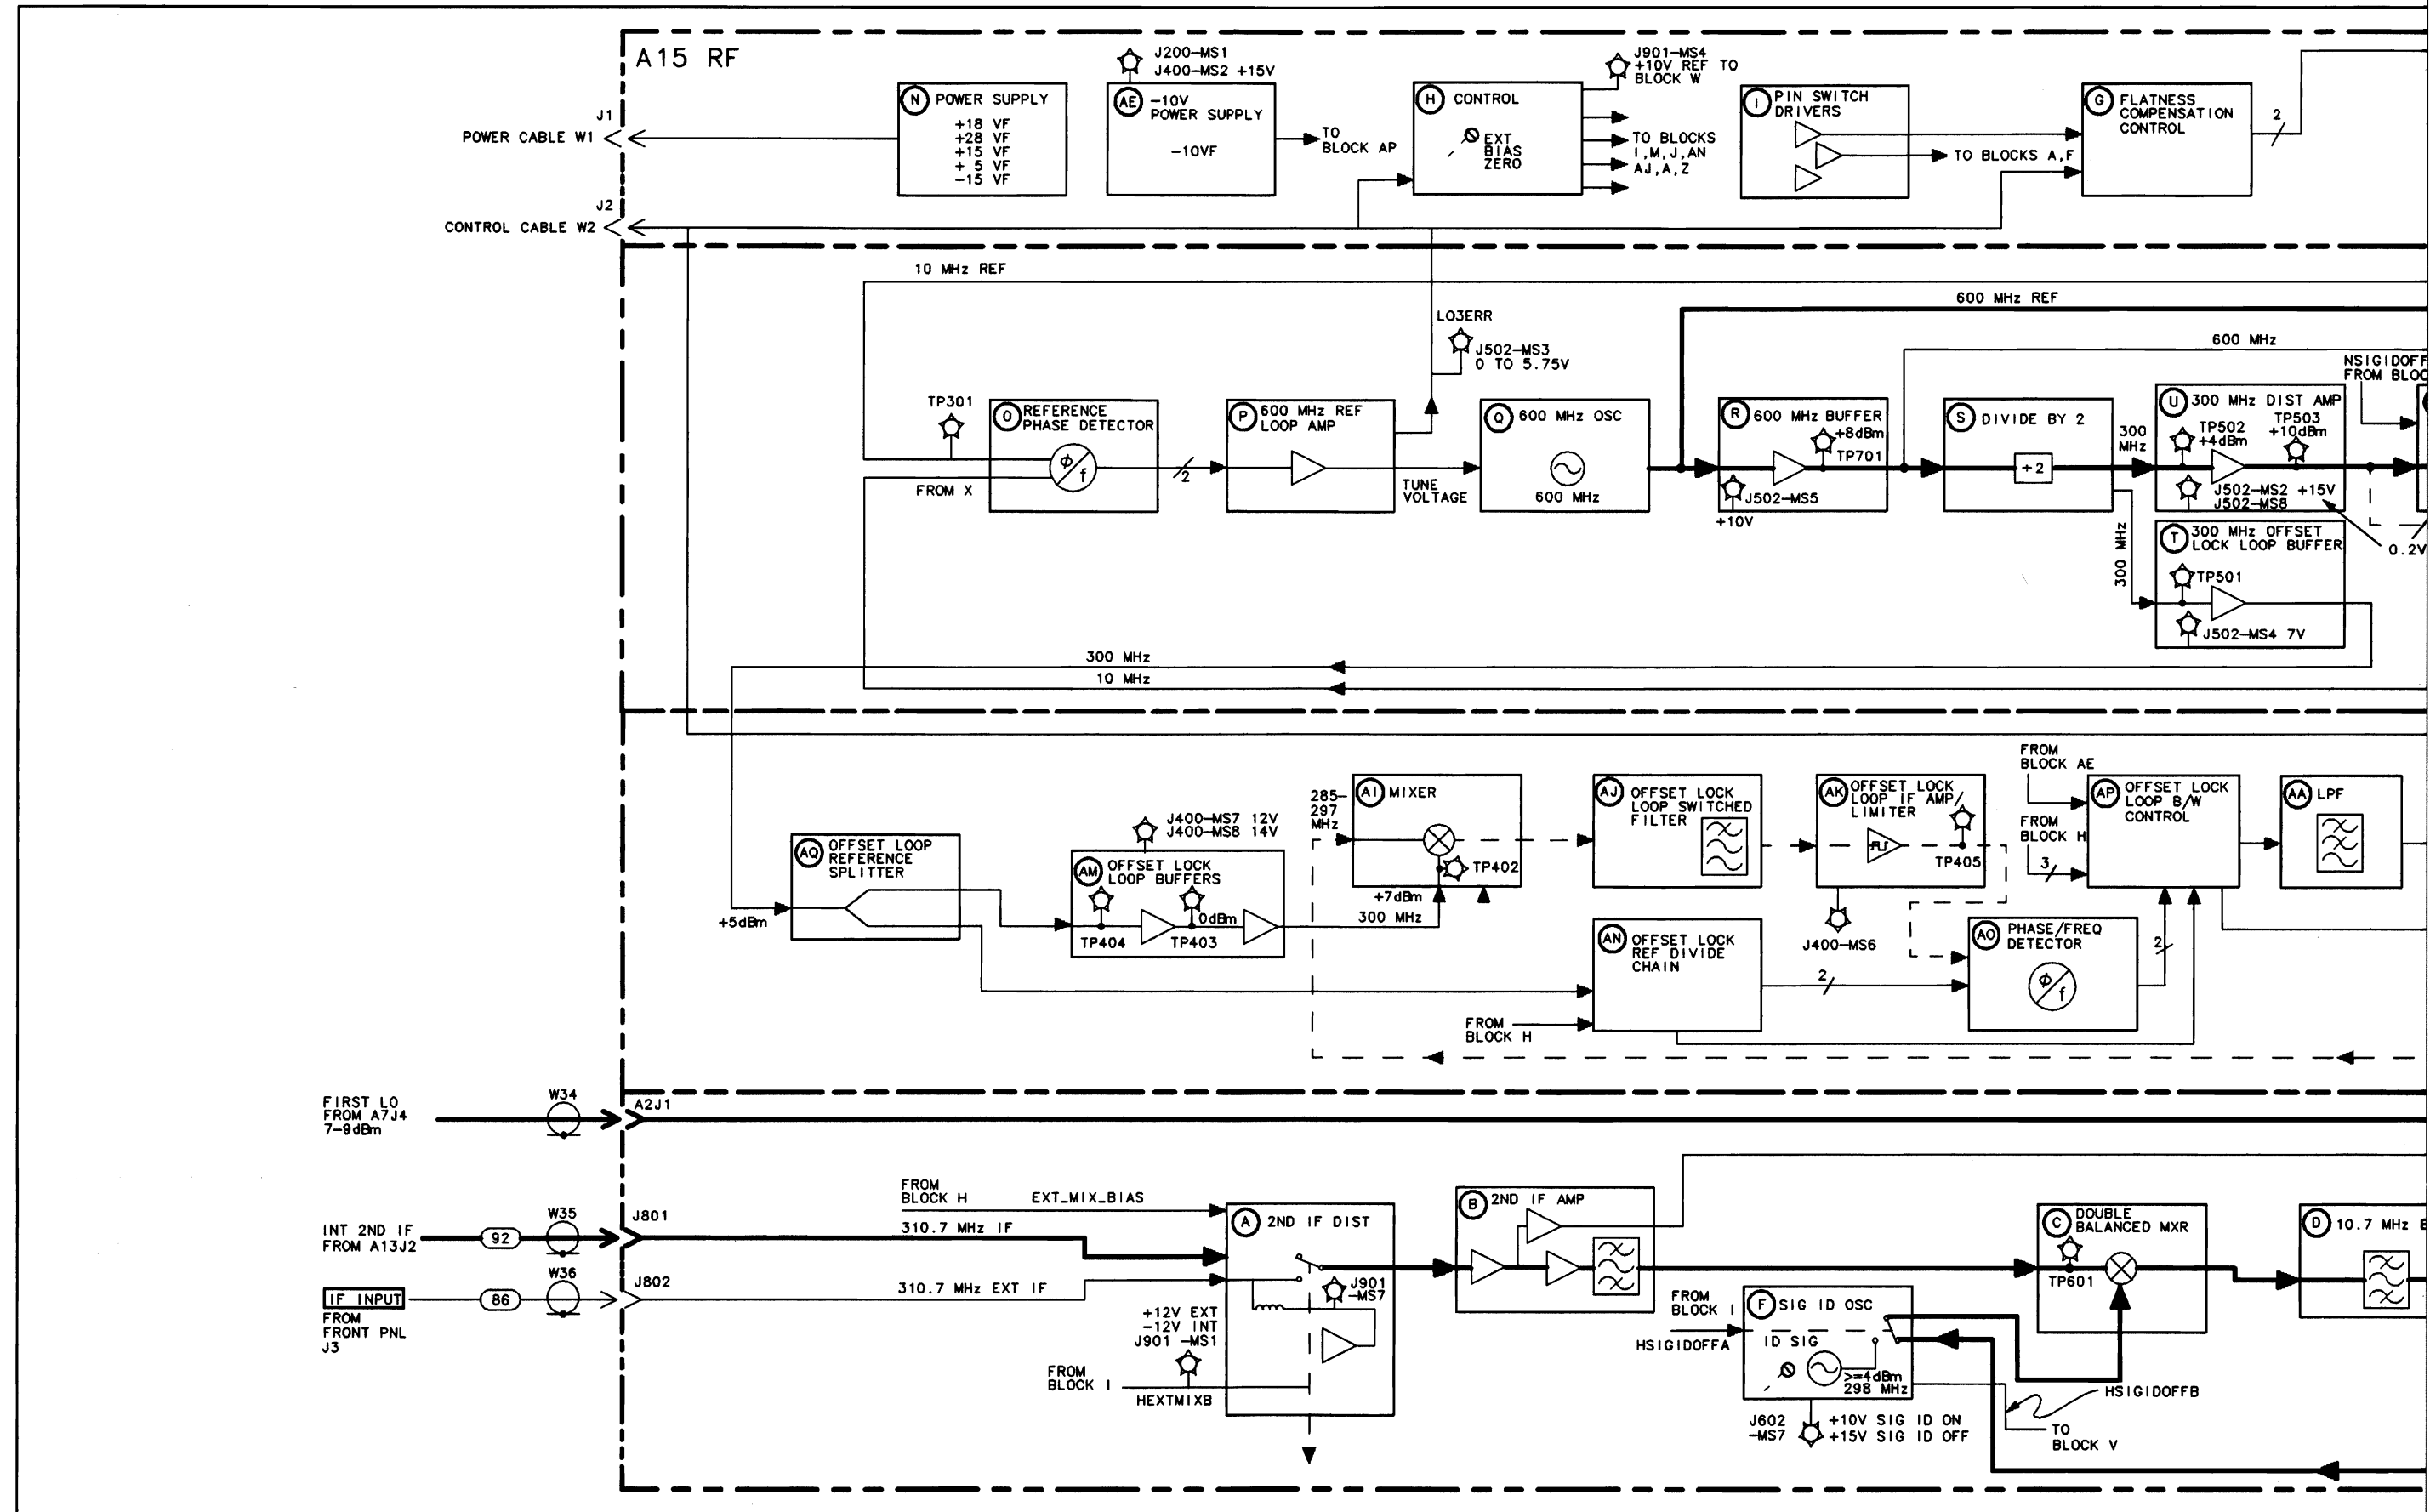 A15 RF
J1
POWER CABLE W1
J2
CONTROL CABLE W2
N POWER SUPPLY
+18 VF
+28 VF
+15 VF
+ 5 VF
-15 VF
J200-MS1
J400-MS2 +15V
AE -10V
POWER SUPPLY
-10VF
TO
BLOCK AP
H CONTROL
EXT
BIAS
ZERO
J901-MS4
+10V REF TO
BLOCK W
TO BLOCKS
I,M,J,AN
AJ,A,Z
I PIN SWITCH
DRIVERS
TO BLOCKS A,F
G FLATNESS
COMPENSATION
CONTROL
2
10 MHz REF
600 MHz REF
LO3ERR
J502-MS3
0 TO 5.75V
600 MHz
NSIGIDOFF
TP301
O REFERENCE
PHASE DETECTOR
ϕ/f
FROM X
2
P 600 MHz REF
LOOP AMP
TUNE
VOLTAGE
Q 600 MHz OSC
600 MHz
R 600 MHz BUFFER
+8dBm
TP701
J502-MS5
+10V
S DIVIDE BY 2
÷2
300
MHz
300 MHz
U 300 MHz DIST AMP
TP502
+4dBm
TP503
+10dBm
J502-MS2 +15V
J502-MS8
FROM
0.2V
T 300 MHz OFFSET
LOCK LOOP BUFFER
TP501
J502-MS4 7V
300 MHz
10 MHz
+5dBm
AQ OFFSET LOOP
REFERENCE
SPLITTER
J400-MS7 12V
J400-MS8 14V
AM OFFSET LOCK
LOOP BUFFERS
TP404
TP403
0dBm
285-
297
MHz
AI MIXER
TP402
+7dBm
300 MHz
AJ OFFSET LOCK
LOOP SWITCHED
FILTER
AK OFFSET LOCK
LOOP IF AMP/
LIMITER
TP405
J400-MS6
FROM
BLOCK AE
FROM
BLOCK H
3
AP OFFSET LOCK
LOOP B/W
CONTROL
AA LPF
AN OFFSET LOCK
REF DIVIDE
CHAIN
FROM
BLOCK H
2
AO PHASE/FREQ
DETECTOR
ϕ/f
2
FIRST LO
FROM A7J4
7-9dBm
W34
A2J1
INT 2ND IF
FROM A13J2
92
W35
J801
IF INPUT
FROM
FRONT PNL
J3
86
W36
J802
FROM
BLOCK H
EXT_MIX_BIAS
310.7 MHz IF
310.7 MHz EXT IF
+12V EXT
-12V INT
J901 -MS1
FROM
BLOCK I
HEXTMIXB
A 2ND IF DIST
J901
-MS7
B 2ND IF AMP
C DOUBLE
BALANCED MXR
TP601
D 10.7 MHz
FROM
BLOCK I
HSIGIDOFFA
F SIG ID OSC
ID SIG
>=4dBm
298 MHz
J602
-MS7
+10V SIG ID ON
+15V SIG ID OFF
HSIGIDOFFB
TO
BLOCK V